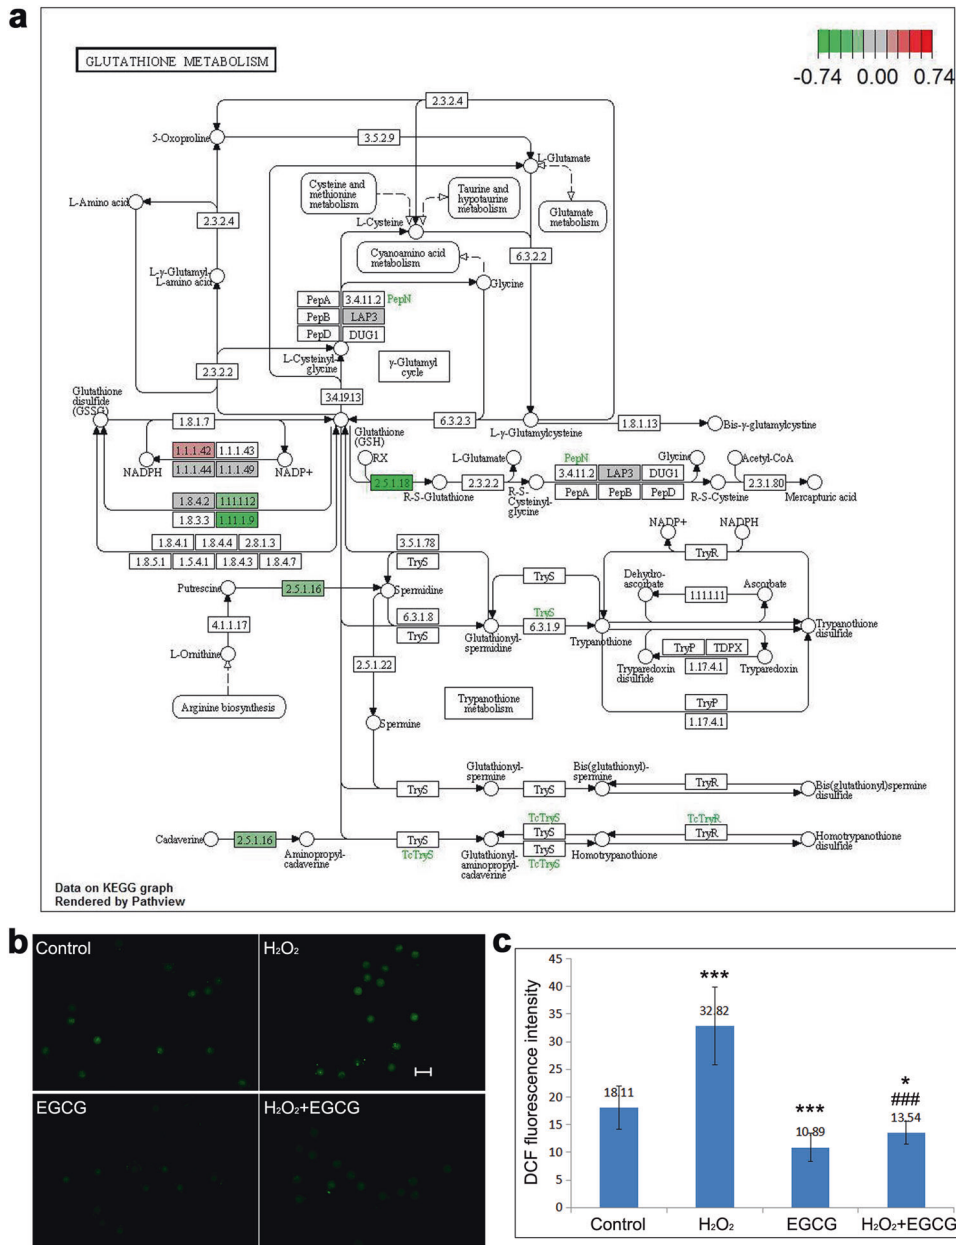 a
GLUTATHIONE METABOLISM
-0.74 0.00 0.74
2.3.2.4
5-Oxoproline
3.5.2.9
L-Glutamate
Cysteine and
methionine
metabolism
Taurine and
hypotaurine
metabolism
L-Amino acid
Glutamate
metabolism
2.3.2.4
L-Cysteine
6.3.2.2
Cyanoamino acid
metabolism
L-γ-Glutamyl-
L-amino acid
Glycine
PepA 3.4.11.2 PepN
PepB LAP3
PepD DUG1
L-Cysteinyl-
glycine
γ-Glutamyl
cycle
2.3.2.2
3.4.19.13
Glutathione
disulfide
(GSSG)
1.8.1.7
6.3.2.3
L-γ-Glutamylcysteine
1.8.1.13
Bis-γ-glutamylcystine
Glutathione
(GSH)
1.1.1.42 1.1.1.43
1.1.1.44 1.1.1.49
NADPH NADP+
RX
L-Glutamate
PepN
Glycine
Acetyl-CoA
2.5.1.18
R-S-Glutathione
2.3.2.2
R-S-
Cysteinyl-
glycine
3.4.11.2 LAP3 DUG1
PepA PepB PepD
R-S-Cysteine
2.3.1.80
Mercapturic acid
1.8.4.2 1.11.1.12
1.8.3.3 1.11.1.9
1.8.4.1 1.8.4.4 2.8.1.3
1.8.5.1 1.5.4.1 1.8.4.3 1.8.4.7
3.5.1.78
TryS
NADP+ NADPH
TryR
Putrescine
2.5.1.16
Spermidine
TryS
Dehydro-
ascorbate
1.11.1.11
Ascorbate
4.1.1.17
6.3.1.8
TryS
Glutathionyl-
spermidine
TryS
6.3.1.9
Trypanothione
Trypanothione
disulfide
L-Ornithine
2.5.1.22
TryP TDPX
1.17.4.1
Tryparedoxin
disulfide
Tryparedoxin
Arginine biosynthesis
Trypanothione
metabolism
TryP
1.17.4.1
Spermine
TryS
Glutathionyl-
spermine
TryS
Bis(glutathionyl)-
spermine
TryR
Bis(glutathionyl)spermine
disulfide
Cadaverine
2.5.1.16
Aminopropyl-
cadaverine
TryS
TcTryS
Glutathionyl-
aminopropyl-
cadaverine
TcTryS
TryS
TryS
TcTryS
Homotrypanothione
TcTryR
TryR
Homotrypanothione
disulfide
Data on KEGG graph
Rendered by Pathview
b
Control
H₂O₂
EGCG
H₂O₂+EGCG
c
DCF fluorescence intensity
45
40
35
30
25
20
15
10
5
0
18.11
***
32.82
***
10.89
*
###
13.54
Control H₂O₂ EGCG H₂O₂+EGCG